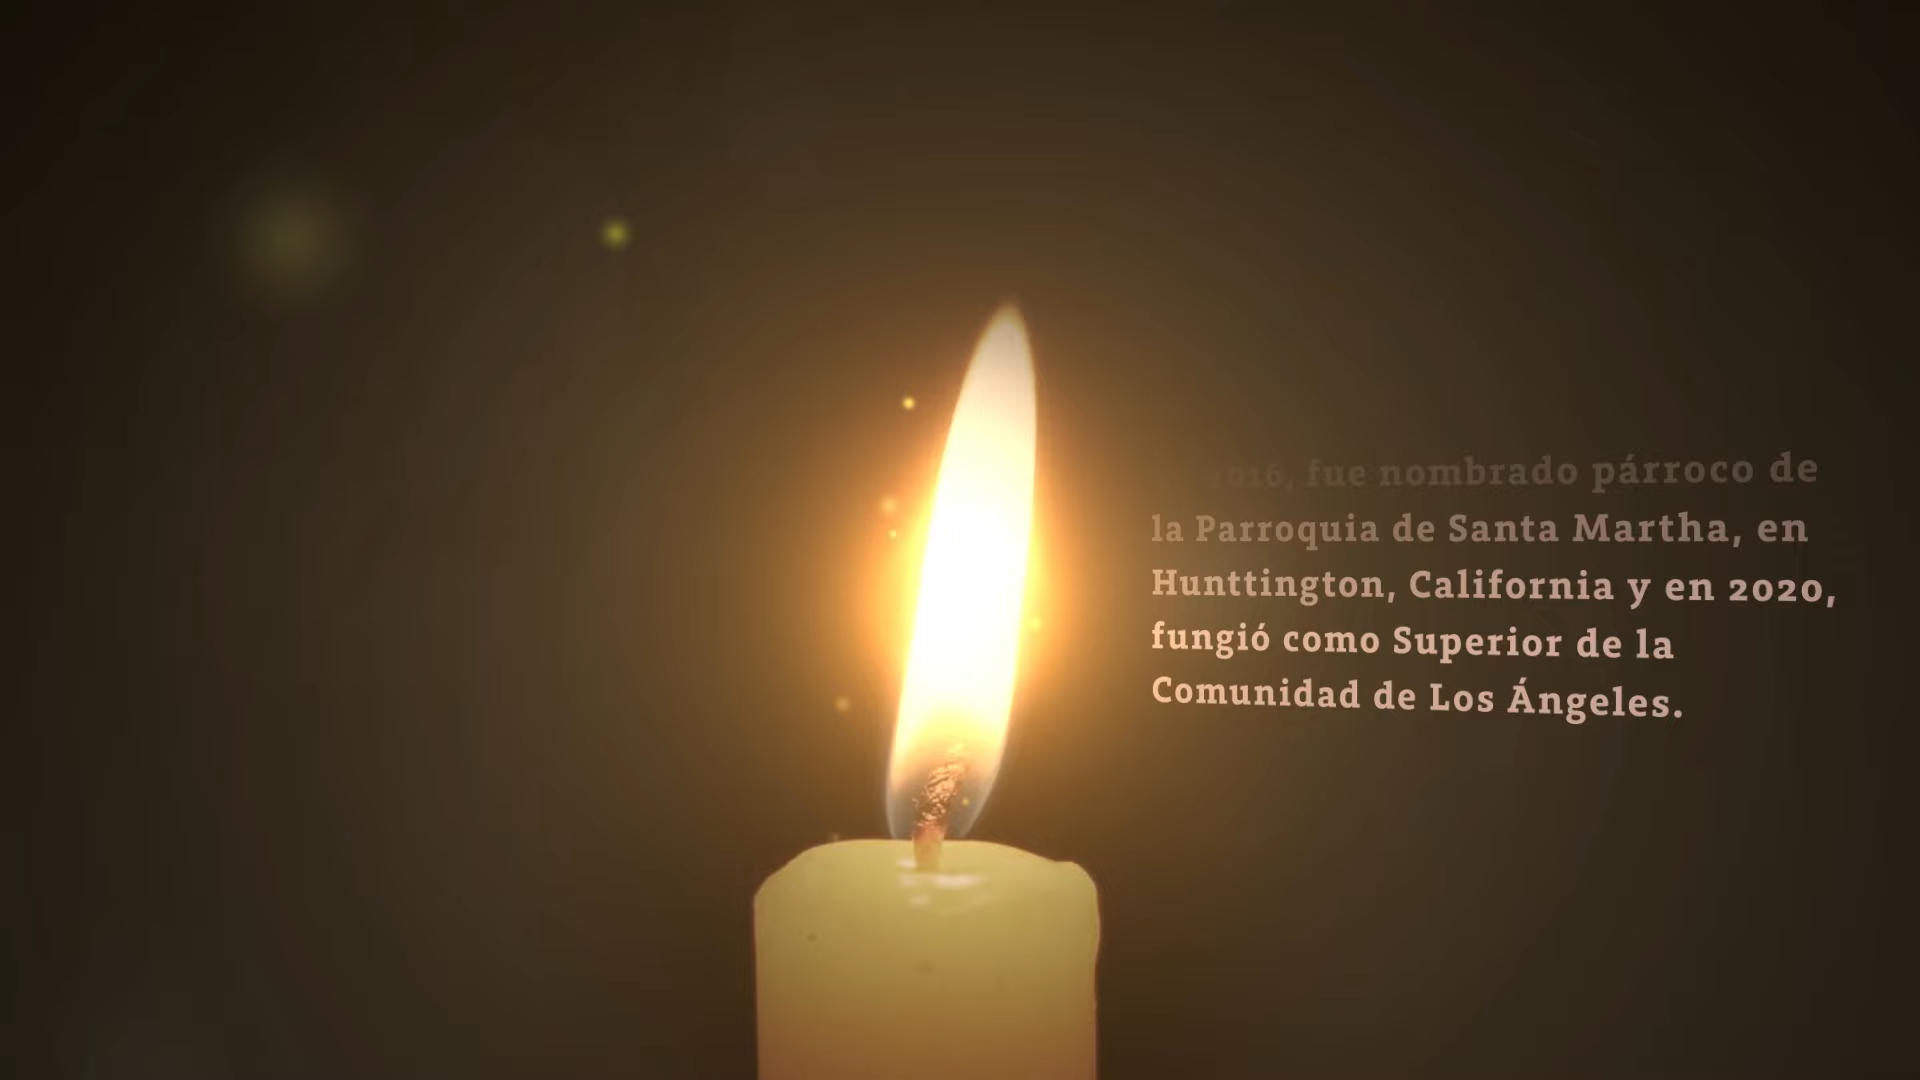 2016, fue nombrado párroco de
la Parroquia de Santa Martha, en
Hunttington, California y en 2020,
fungió como Superior de la
Comunidad de Los Ángeles.